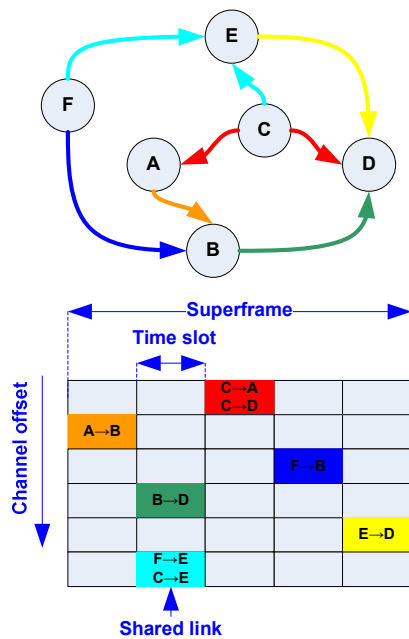 E
F
C
A
D
B
Superframe
Time slot
Channel offset
C→A
C→D
A→B
F→B
B→D
E→D
F→E
C→E
Shared link